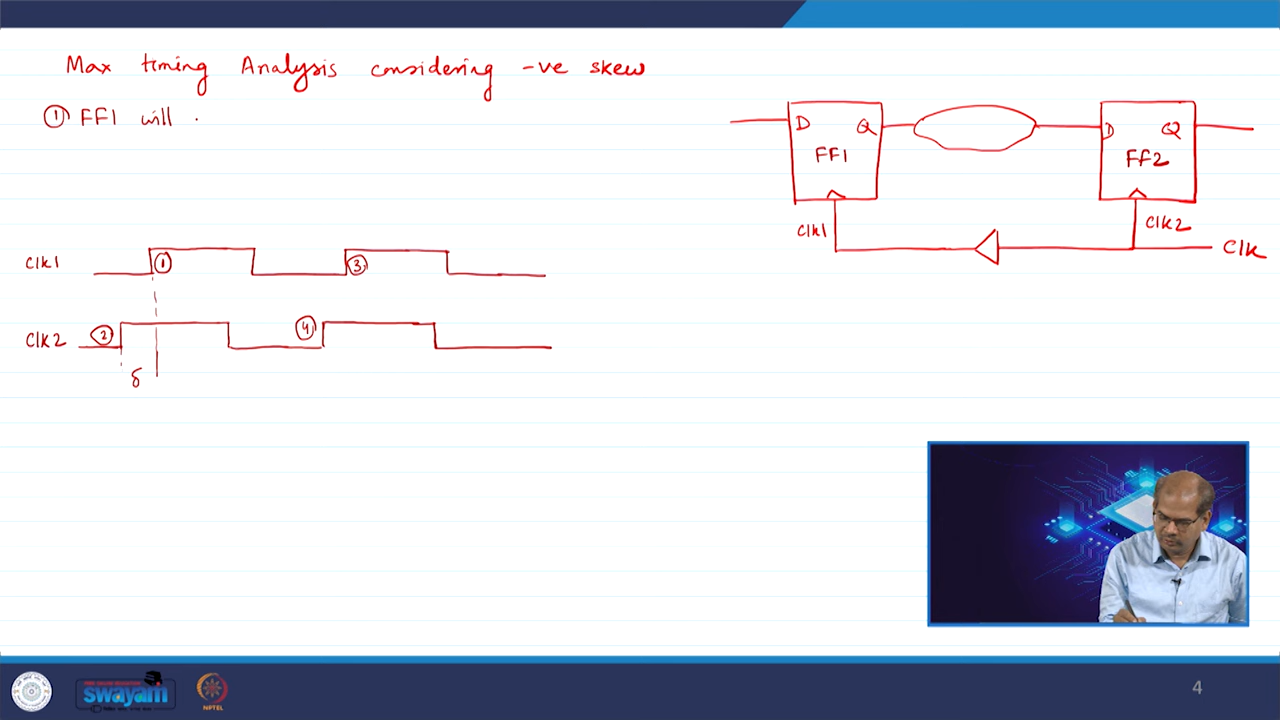 Max timing Analysis considering -ve skew
① FF1 will
D Q
FF1
D Q
FF2
Clk1
Clk2
Clk
Clk1
①
③
Clk2
②
④
δ
swayam
NPTEL
4